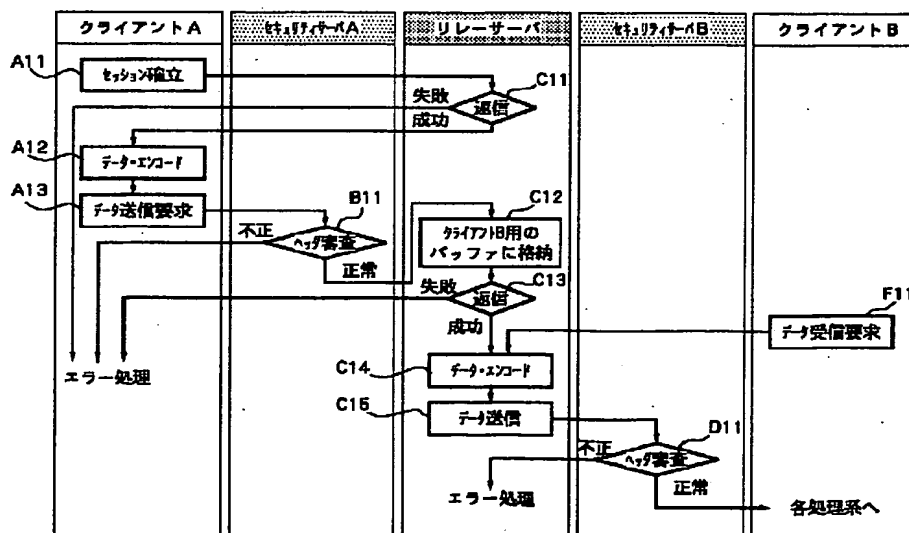 クライアントA
セキュリティサーバA
リレーサーバ
セキュリティサーバB
クライアントB
A11
セッション確立
C11
返信
失敗
成功
A12
データ・エンコード
A13
データ送信要求
B11
ヘッダ審査
不正
正常
C12
クライアントB用の
バッファに格納
C13
返信
失敗
成功
F11
データ受信要求
エラー処理
C14
データ・エンコード
C15
データ送信
D11
ヘッダ審査
不正
正常
エラー処理
各処理系へ